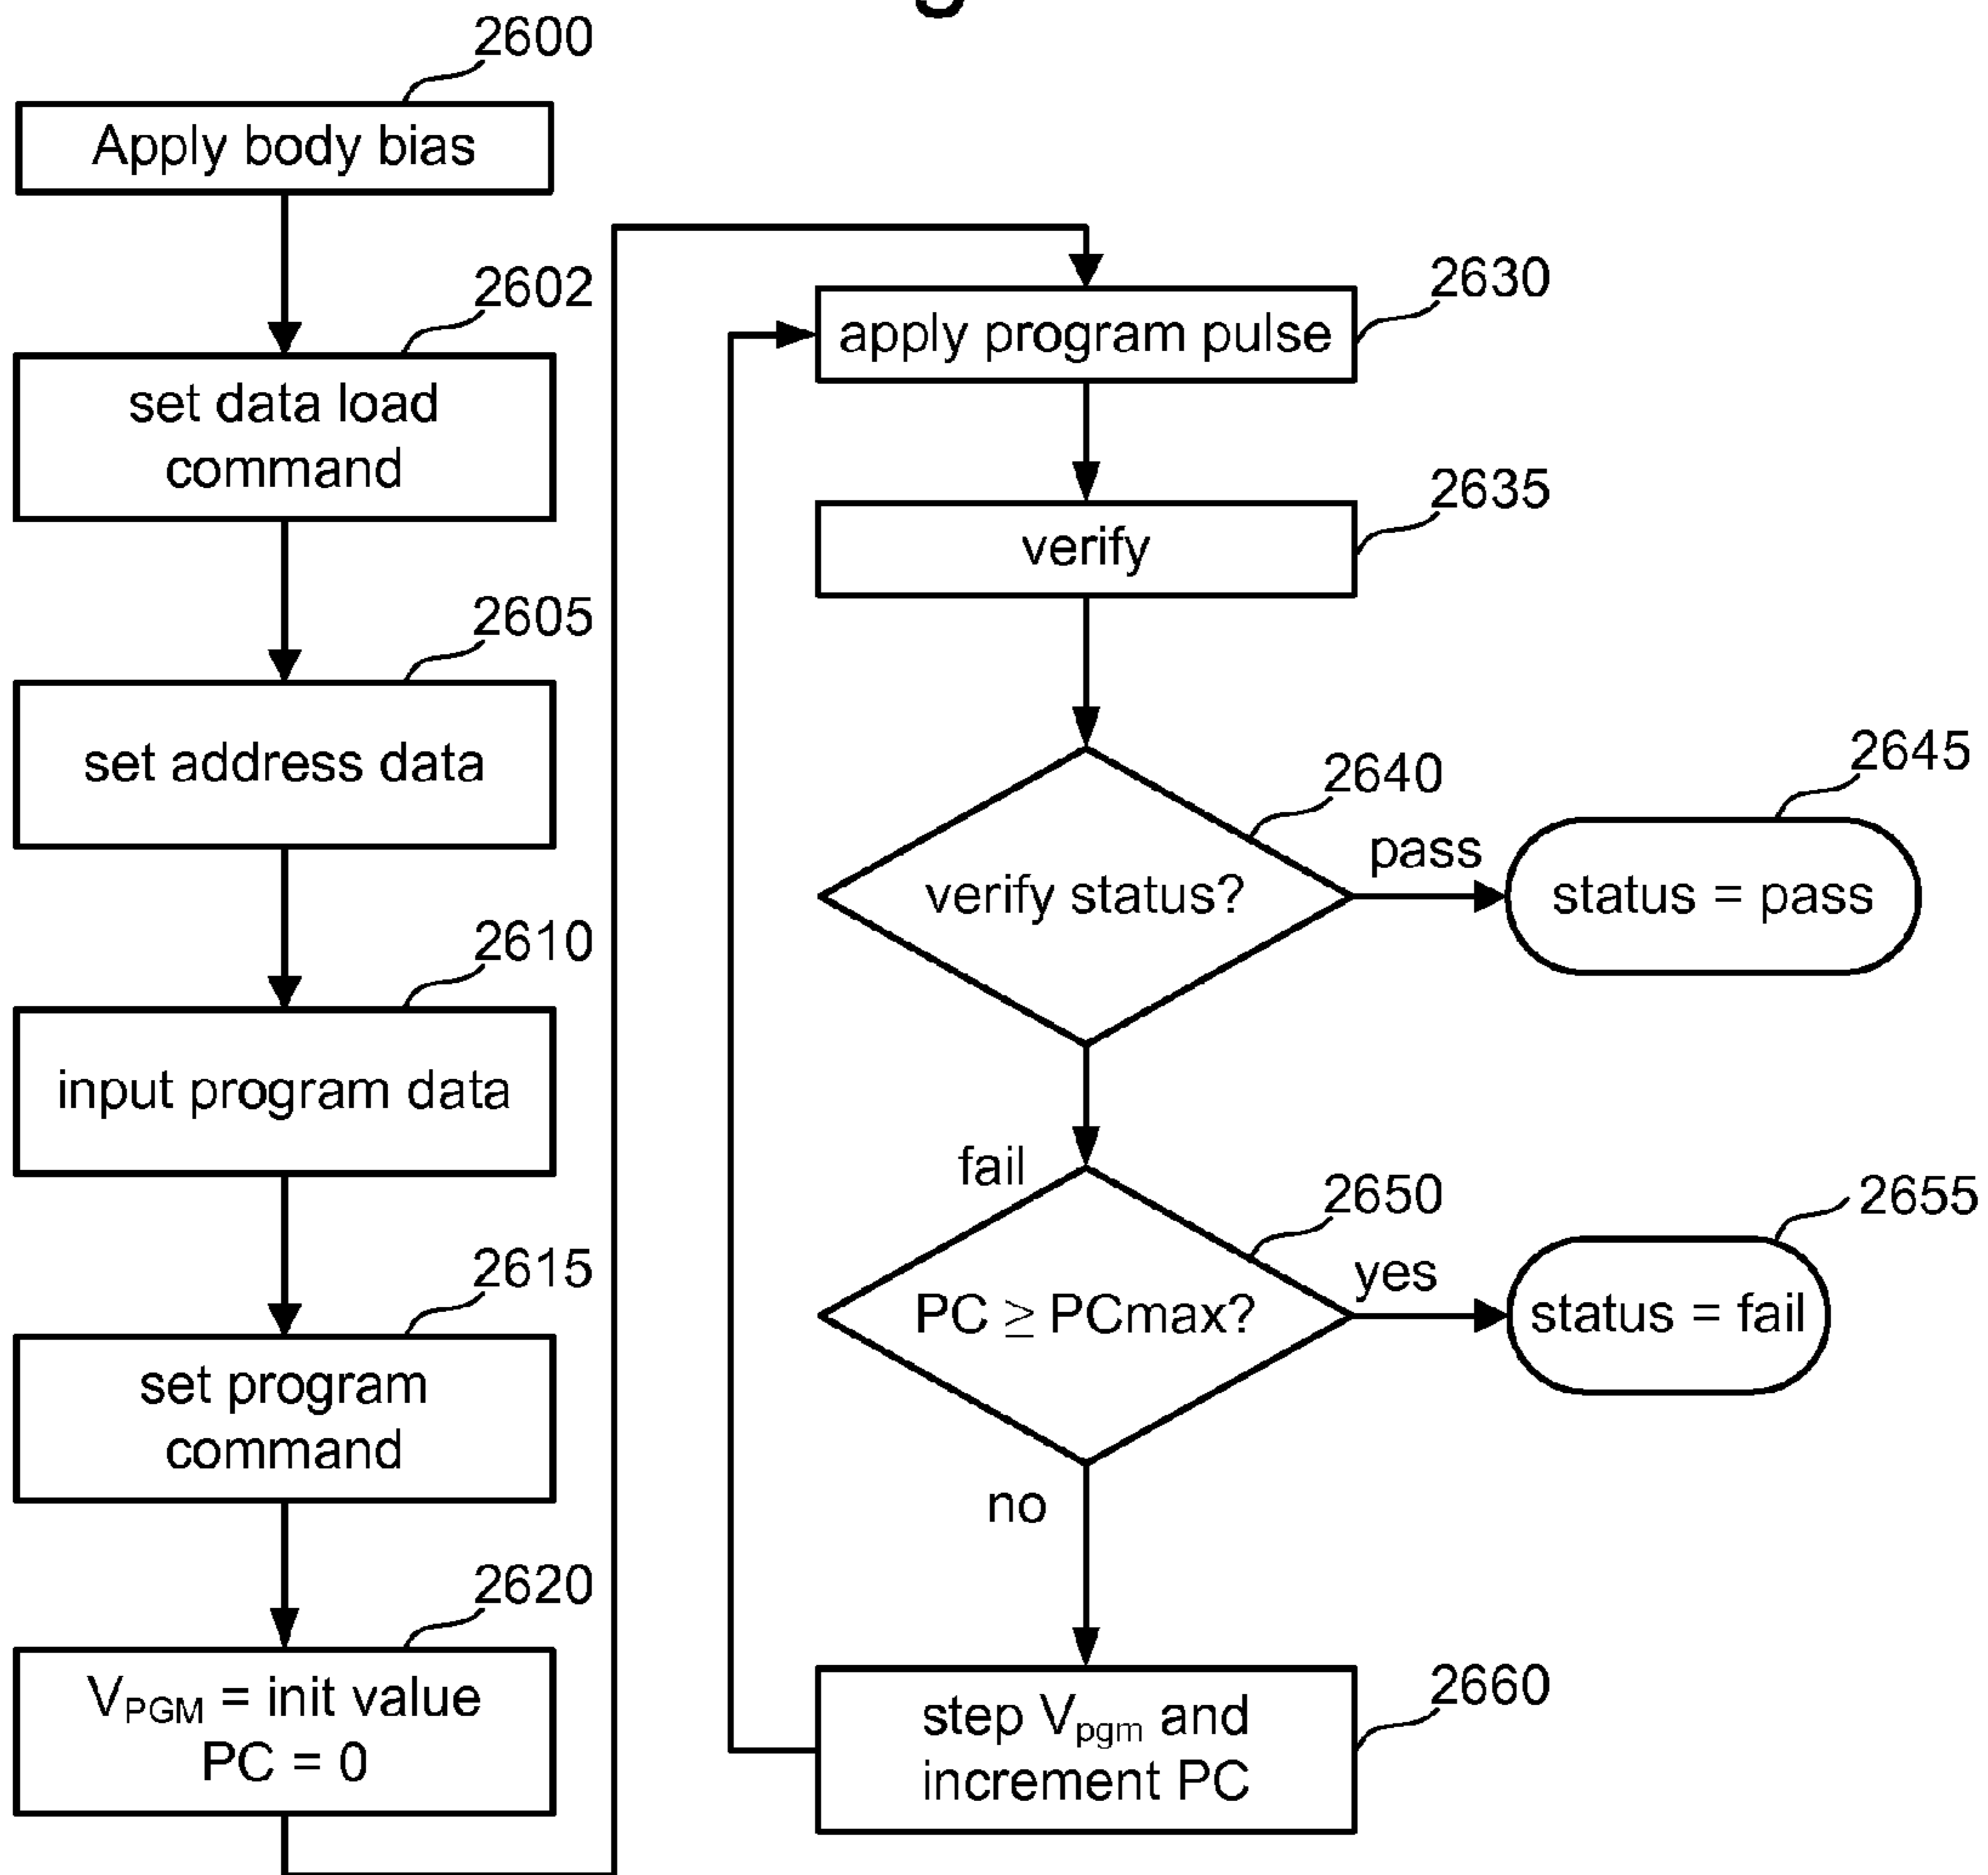 2600
Apply body bias
2602
set data load
command
2605
set address data
2610
input program data
2615
set program
command
2620
V_PGM = init value
PC = 0
2630
apply program pulse
2635
verify
2640
verify status?
pass
2645
status = pass
fail
2650
PC ≥ PCmax?
yes
2655
status = fail
no
2660
step V_pgm and
increment PC